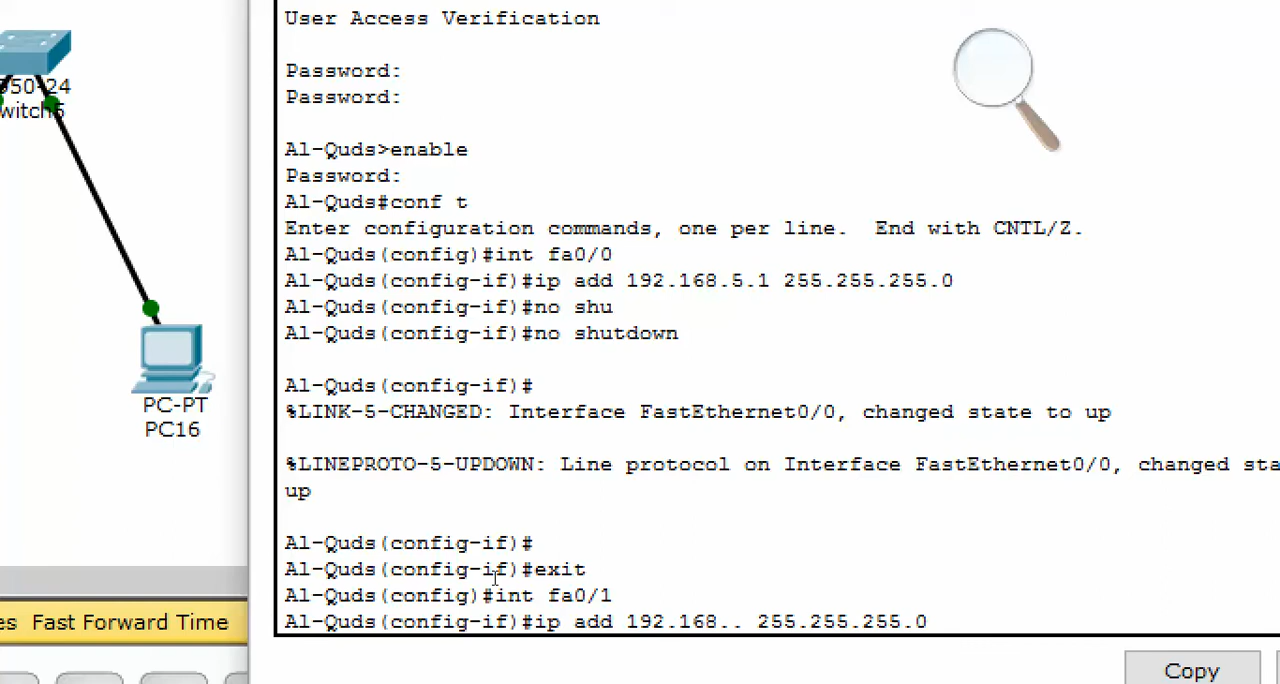 User Access Verification
Password:
Password:
Al-Quds>enable
Password:
Al-Quds#conf t
Enter configuration commands, one per line.  End with CNTL/Z.
Al-Quds(config)#int fa0/0
Al-Quds(config-if)#ip add 192.168.5.1 255.255.255.0
Al-Quds(config-if)#no shu
Al-Quds(config-if)#no shutdown
Al-Quds(config-if)#
%LINK-5-CHANGED: Interface FastEthernet0/0, changed state to up
%LINEPROTO-5-UPDOWN: Line protocol on Interface FastEthernet0/0, changed sta
up
Al-Quds(config-if)#
Al-Quds(config-if)#exit
Al-Quds(config)#int fa0/1
Al-Quds(config-if)#ip add 192.168.. 255.255.255.0
950-24
witch5
PC-PT
PC16
es Fast Forward Time
Copy